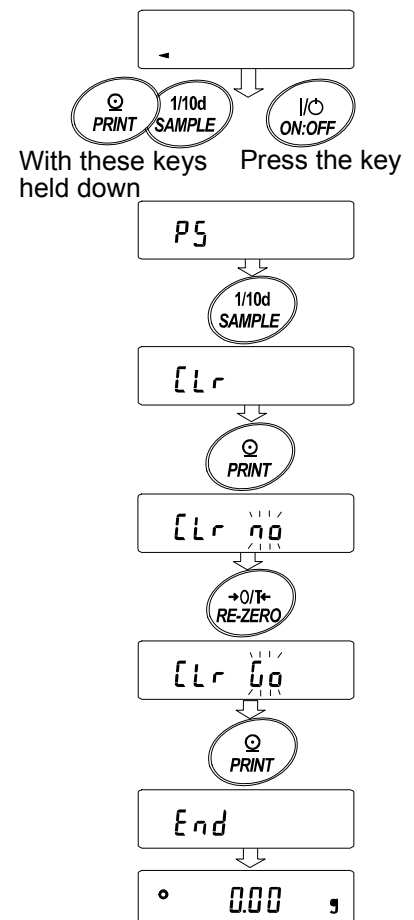 PRINT
1/10d
SAMPLE
I/⏻
ON:OFF
With these keys
held down
Press the key
PS
1/10d
SAMPLE
CLr
PRINT
CLr no
→0/T←
RE-ZERO
CLr Go
PRINT
End
0.00 g